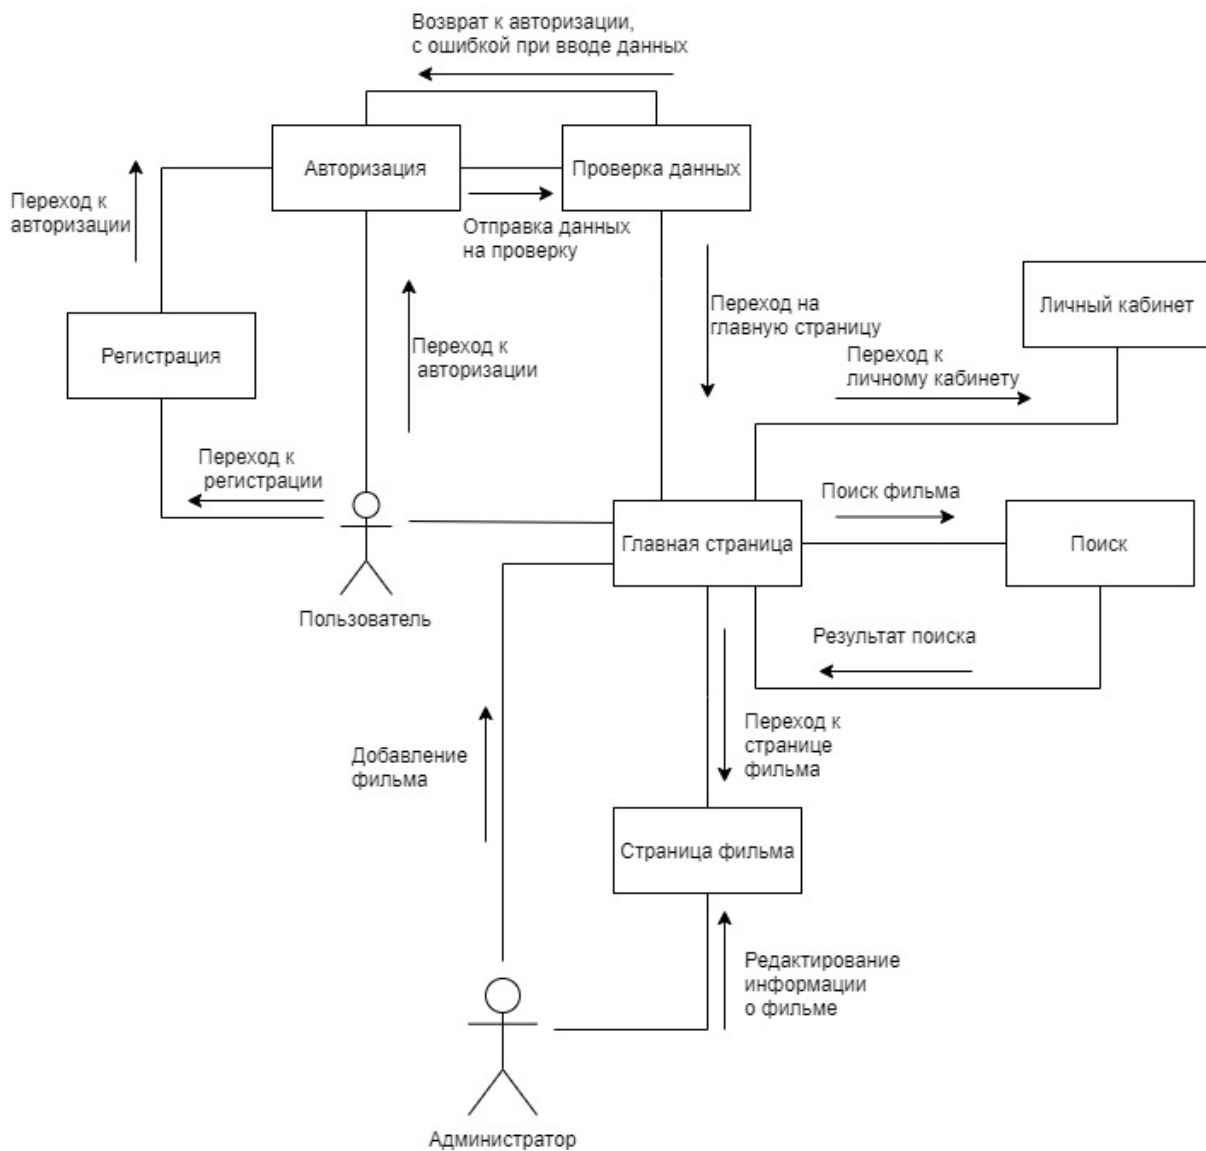 Возврат к авторизации,
с ошибкой при вводе данных
Авторизация
Проверка данных
Переход к
авторизации
Отправка данных
на проверку
Личный кабинет
Переход на
главную страницу
Регистрация
Переход к
авторизации
Переход к
личному кабинету
Переход к
регистрации
Поиск фильма
Главная страница
Поиск
Пользователь
Результат поиска
Переход к
странице
фильма
Добавление
фильма
Страница фильма
Редактирование
информации
о фильме
Администратор